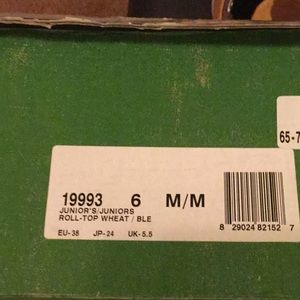 65-7
19993 6 M/M
JUNIOR'S/JUNIORS
ROLL-TOP WHEAT / BLE
EU-38 JP-24 UK-5.5
8 29024 82152 7